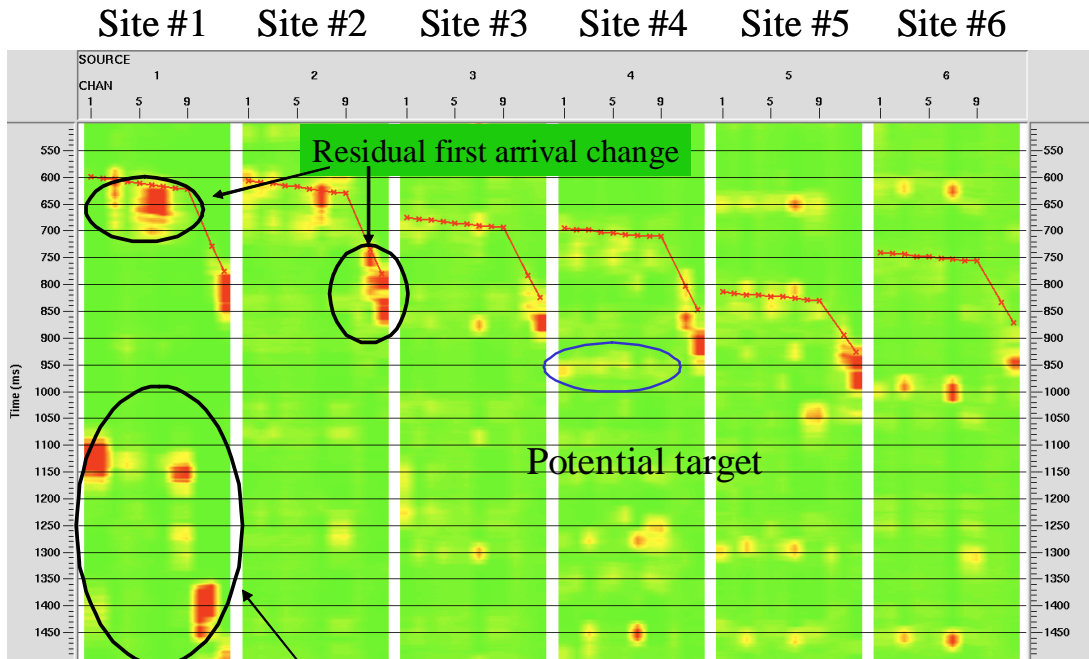 Site #1 Site #2 Site #3 Site #4 Site #5 Site #6
SOURCE
1 2 3 4 5 6
CHAN
1 5 9 1 5 9 1 5 9 1 5 9 1 5 9 1 5 9
Residual first arrival change
550 550
600 600
650 650
700 700
750 750
800 800
850 850
900 900
950 950
1000 1000
1050 1050
1100 1100
Potential target
1150 1150
1200 1200
1250 1250
1300 1300
1350 1350
1400 1400
1450 1450
Time (ms)